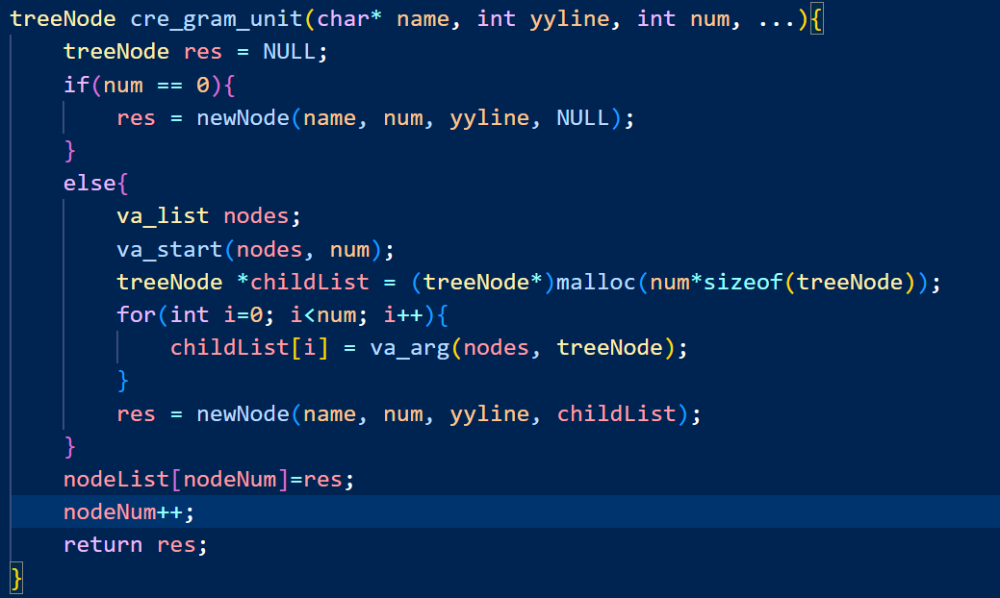 treeNode cre_gram_unit(char* name, int yyline, int num, ...){
    treeNode res = NULL;
    if(num == 0){
        res = newNode(name, num, yyline, NULL);
    }
    else{
        va_list nodes;
        va_start(nodes, num);
        treeNode *childList = (treeNode*)malloc(num*sizeof(treeNode));
        for(int i=0; i<num; i++){
            childList[i] = va_arg(nodes, treeNode);
        }
        res = newNode(name, num, yyline, childList);
    }
    nodeList[nodeNum]=res;
    nodeNum++;
    return res;
}